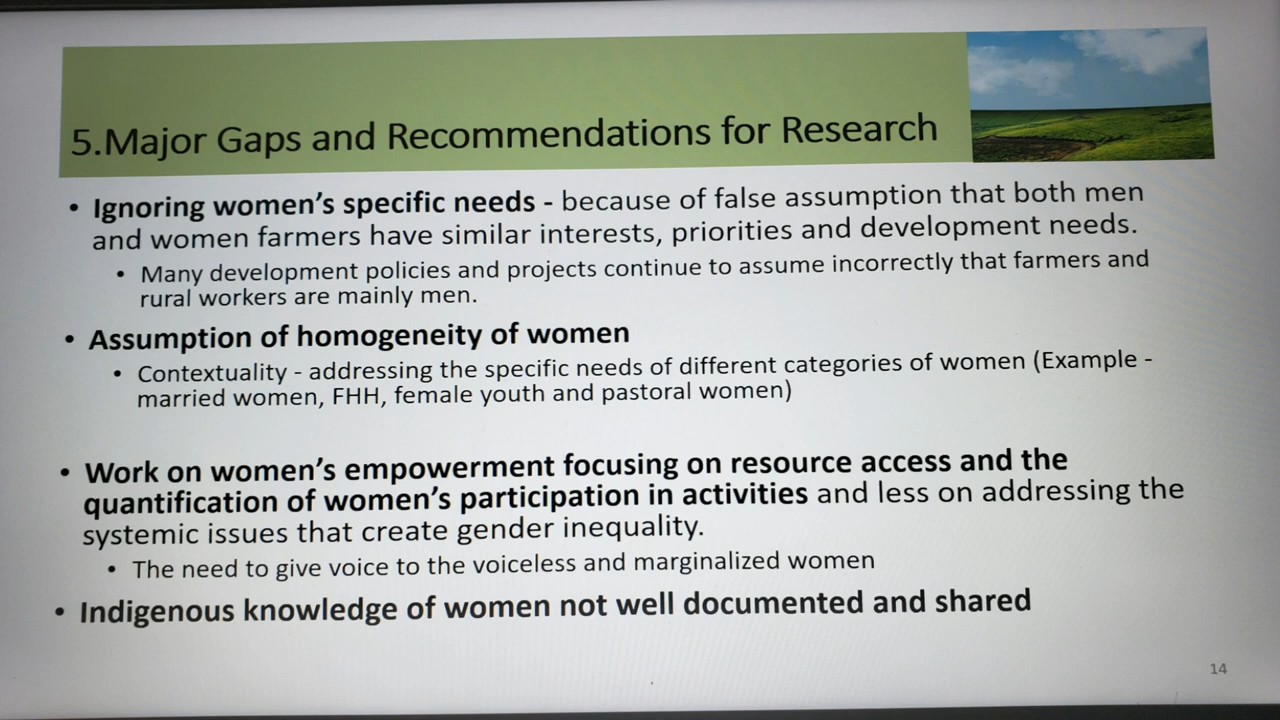 5.Major Gaps and Recommendations for Research
• Ignoring women's specific needs - because of false assumption that both men
and women farmers have similar interests, priorities and development needs.
• Many development policies and projects continue to assume incorrectly that farmers and
rural workers are mainly men.
• Assumption of homogeneity of women
• Contextuality - addressing the specific needs of different categories of women (Example -
married women, FHH, female youth and pastoral women)
• Work on women's empowerment focusing on resource access and the
quantification of women's participation in activities and less on addressing the
systemic issues that create gender inequality.
• The need to give voice to the voiceless and marginalized women
• Indigenous knowledge of women not well documented and shared
14